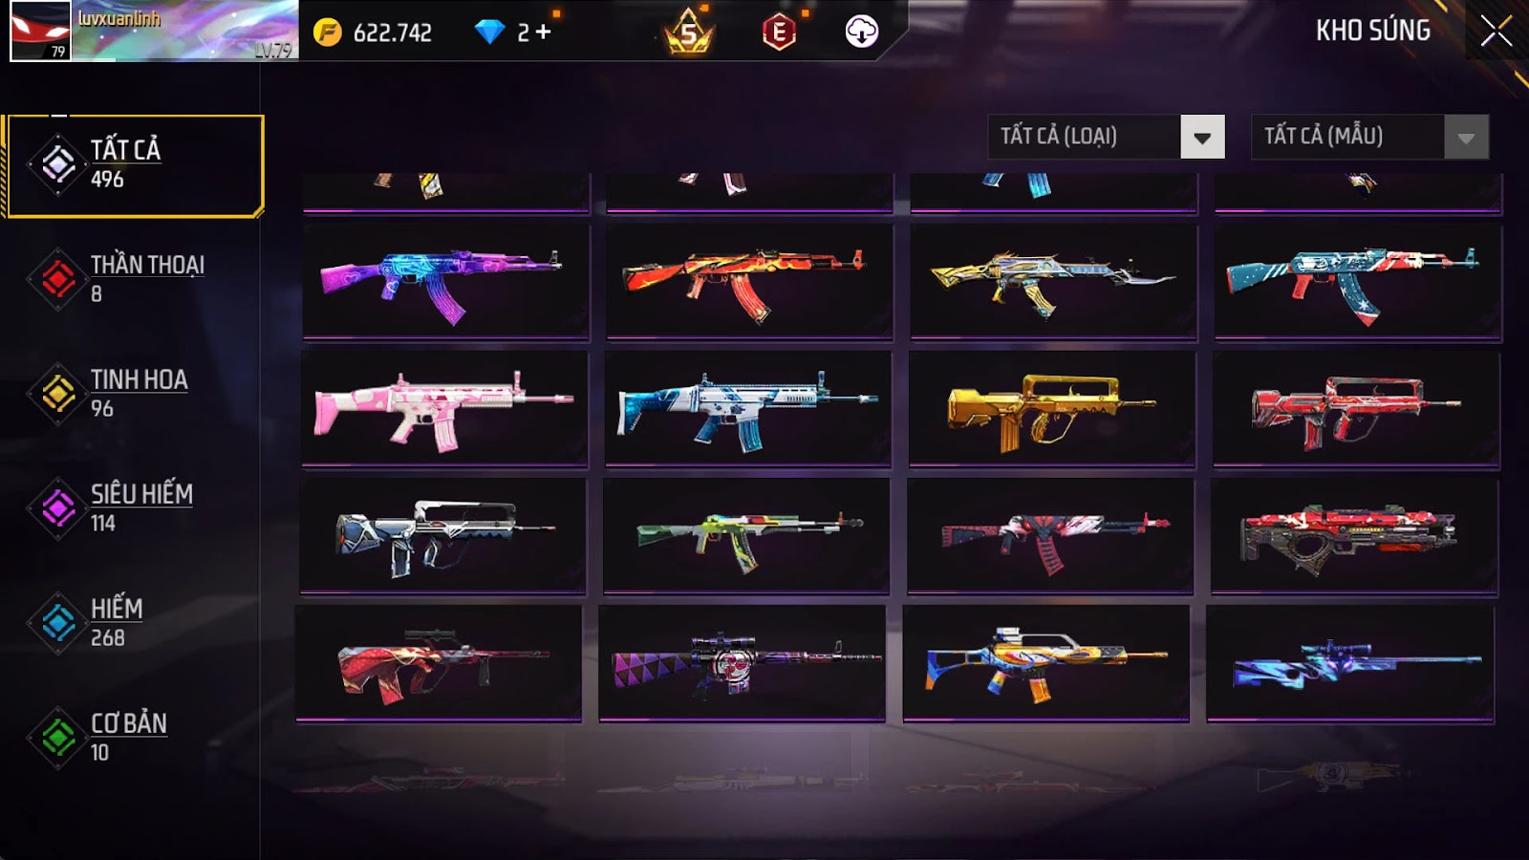 luvxuanlinh
79
LV.79
F 622.742
2 +
5
E
KHO SÚNG
TẤT CẢ (LOẠI)
TẤT CẢ (MẪU)
TẤT CẢ
496
THẦN THOẠI
8
TINH HOA
96
SIÊU HIẾM
114
HIẾM
268
CƠ BẢN
10